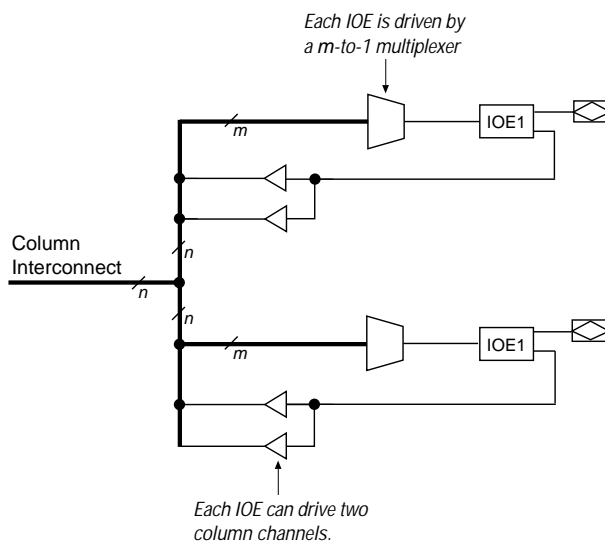 Each IOE is driven by
a m-to-1 multiplexer
IOE1
m
n
Column
Interconnect
n
n
m
IOE1
Each IOE can drive two
column channels.